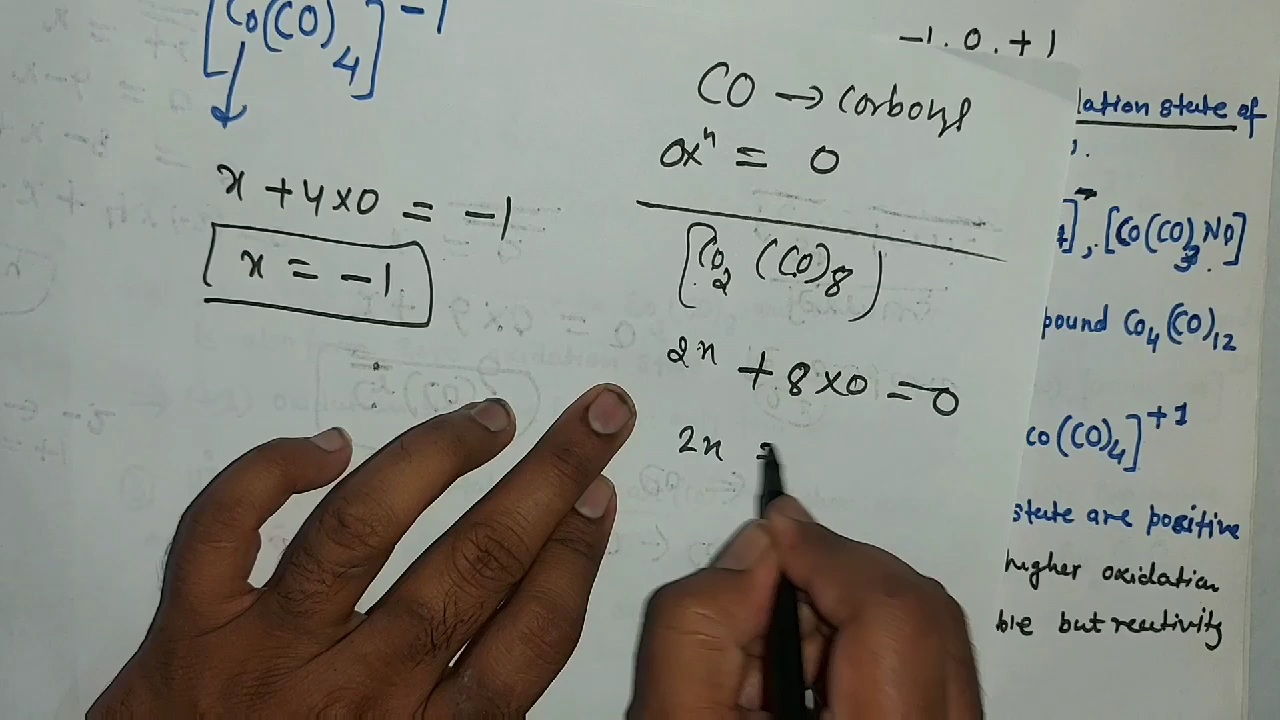 [Co(CO)4]-1
x + 4×0 = -1
x = -1
-1. 0. +1
CO → Carbonyl
oxn = 0
[Co2 (CO)8)
2x + 8×0 = 0
2x =
lation state of
]-, [Co(CO)3NO]
pound Co4(CO)12
Co(CO)4]+1
state are positive
higher oxidation
ble but reactivity